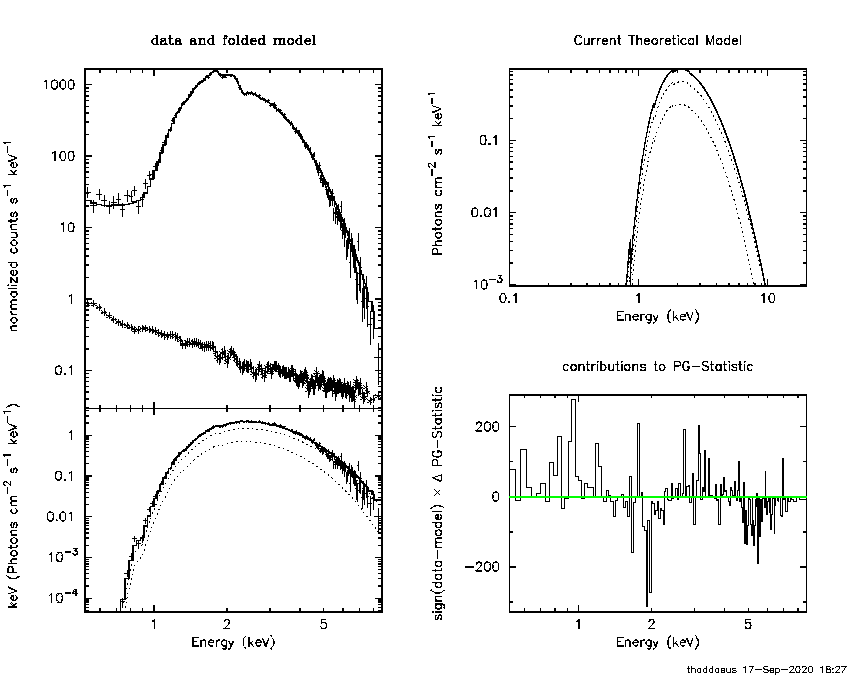 data and folded model
normalized counts s⁻¹ keV⁻¹
1000
100
10
1
0.1
keV (Photons cm⁻² s⁻¹ keV⁻¹)
1
0.1
0.01
10⁻³
10⁻⁴
1 2 5
Energy (keV)
Current Theoretical Model
Photons cm⁻² s⁻¹ keV⁻¹
0.1
0.01
10⁻³
0.1 1 10
Energy (keV)
contributions to PG-Statistic
sign(data-model) × Δ PG-Statistic
200
0
-200
1 2 5
Energy (keV)
thaddaeus 17-Sep-2020 18:27